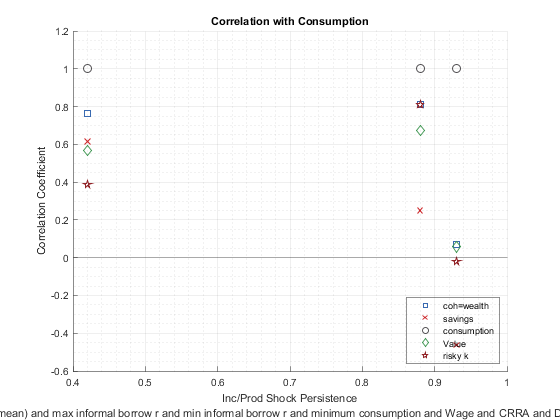 Correlation with Consumption
1.2
1
0.8
0.6
0.4
0.2
0
-0.2
-0.4
-0.6
Correlation Coefficient
coh=wealth
savings
consumption
Value
risky k
0.4
0.5
0.6
0.7
0.8
0.9
1
Inc/Prod Shock Persistence
mean) and max informal borrow r and min informal borrow r and minimum consumption and Wage and CRRA and